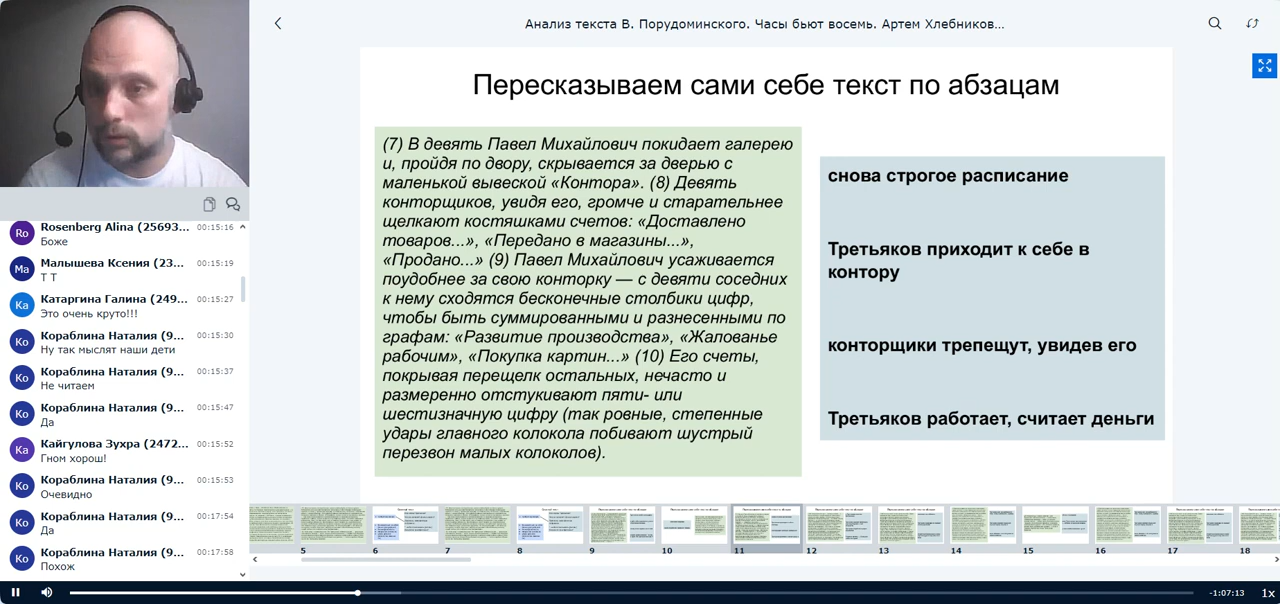 Анализ текста В. Порудоминского. Часы бьют восемь. Артем Хлебников...
Пересказываем сами себе текст по абзацам
(7) В девять Павел Михайлович покидает галерею
и, пройдя по двору, скрывается за дверью с
маленькой вывеской «Контора». (8) Девять
конторщиков, увидя его, громче и старательнее
щелкают костяшками счетов: «Доставлено
товаров...», «Передано в магазины...»,
«Продано...» (9) Павел Михайлович усаживается
поудобнее за свою конторку — с девяти соседних
к нему сходятся бесконечные столбики цифр,
чтобы быть суммированными и разнесенными по
графам: «Развитие производства», «Жалованье
рабочим», «Покупка картин...» (10) Его счеты,
покрывая перещелк остальных, нечасто и
размеренно отстукивают пяти- или
шестизначную цифру (так ровные, степенные
удары главного колокола побивают шустрый
перезвон малых колоколов).
снова строгое расписание
Третьяков приходит к себе в
контору
конторщики трепещут, увидев его
Третьяков работает, считает деньги
Ro Rosenberg Alina (25693... 00:15:16
Боже
Ma Малышева Ксения (23... 00:15:19
Т Т
Ka Катаргина Галина (249... 00:15:27
Это очень круто!!!
Ko Кораблина Наталия (9... 00:15:30
Ну так мыслят наши дети
Ko Кораблина Наталия (9... 00:15:37
Не читаем
Ko Кораблина Наталия (9... 00:15:47
Да
Ka Кайгулова Зухра (2472... 00:15:52
Гном хорош!
Ko Кораблина Наталия (9... 00:15:53
Очевидно
Ko Кораблина Наталия (9... 00:17:54
Да
Ko Кораблина Наталия (9... 00:17:58
Похож
5 6 7 8 9 10 11 12 13 14 15 16 17 18
-1:07:13 1x